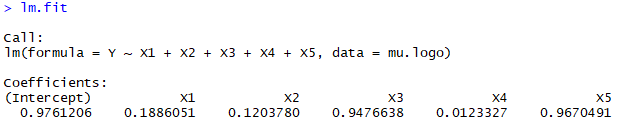 > lm.fit
Call:
lm(formula = Y ~ X1 + X2 + X3 + X4 + X5, data = mu.logo)
Coefficients:
(Intercept) X1 X2 X3 X4 X5
0.9761206 0.1886051 0.1203780 0.9476638 0.0123327 0.9670491